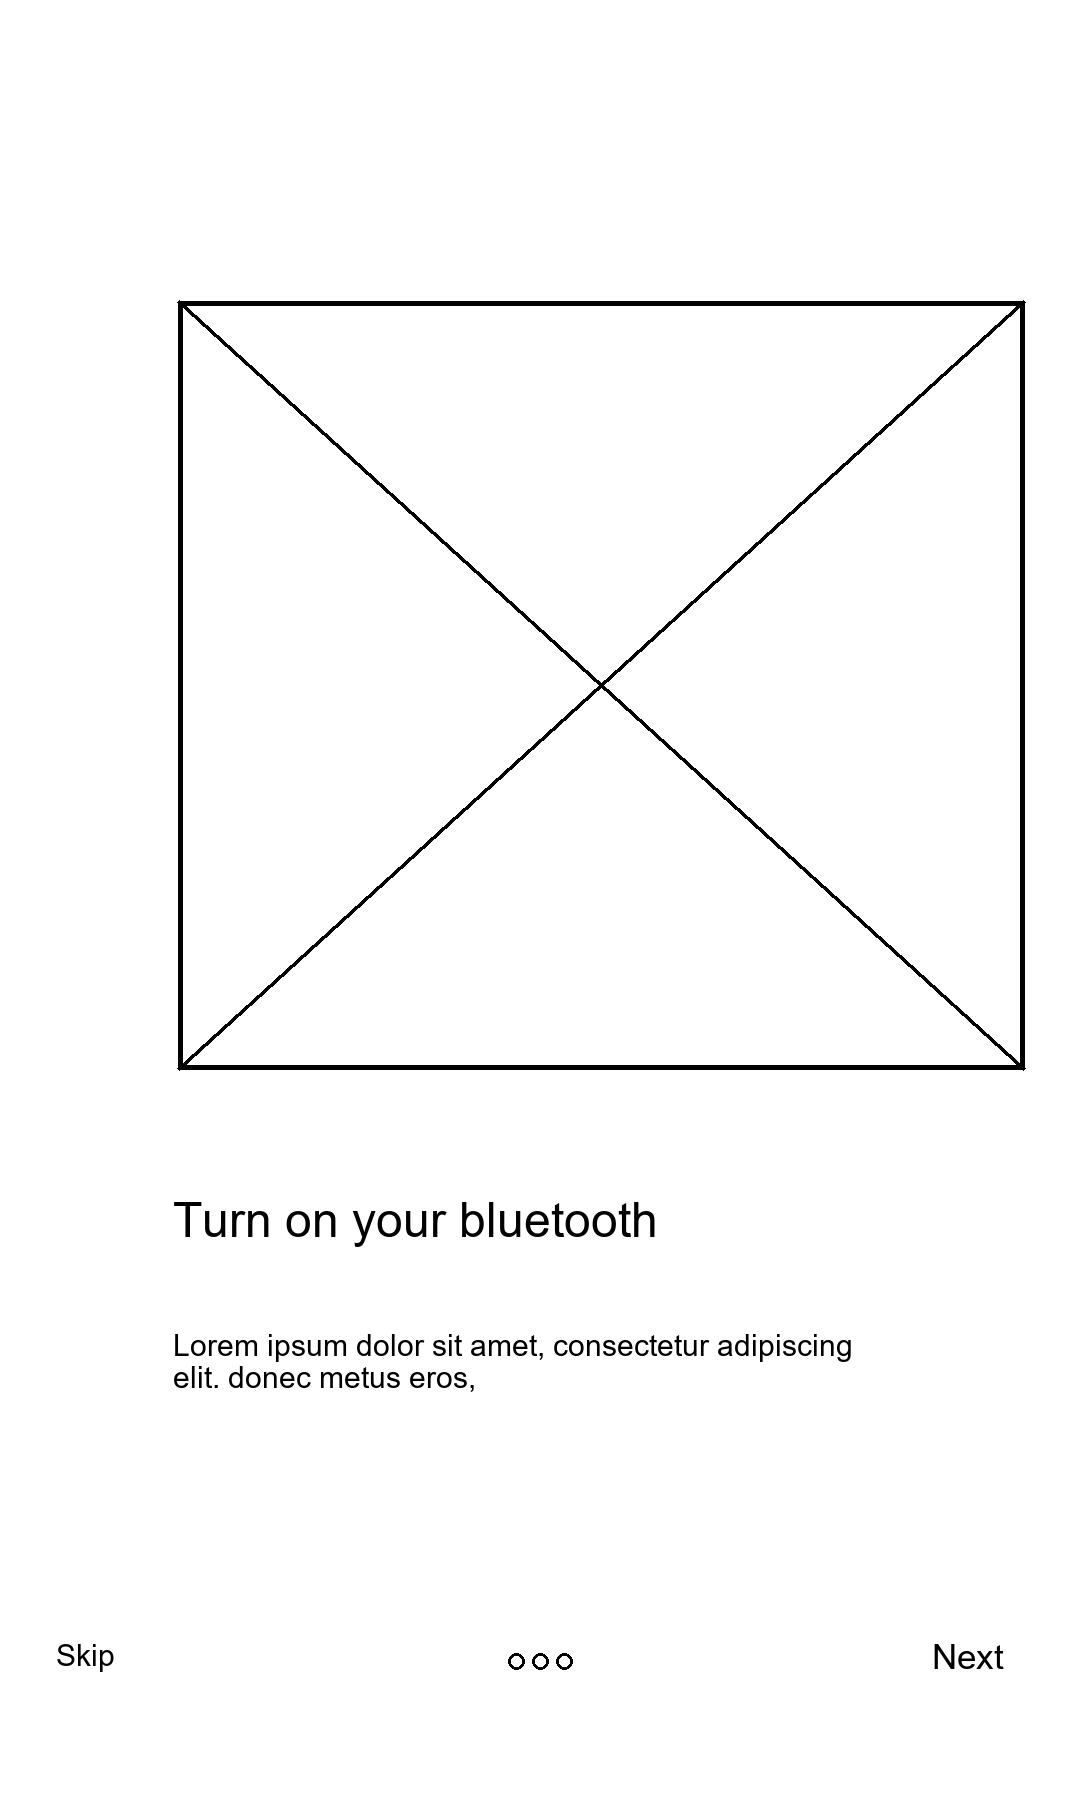 Turn on your bluetooth
Lorem ipsum dolor sit amet, consectetur adipiscing
elit. donec metus eros,
Skip
Next